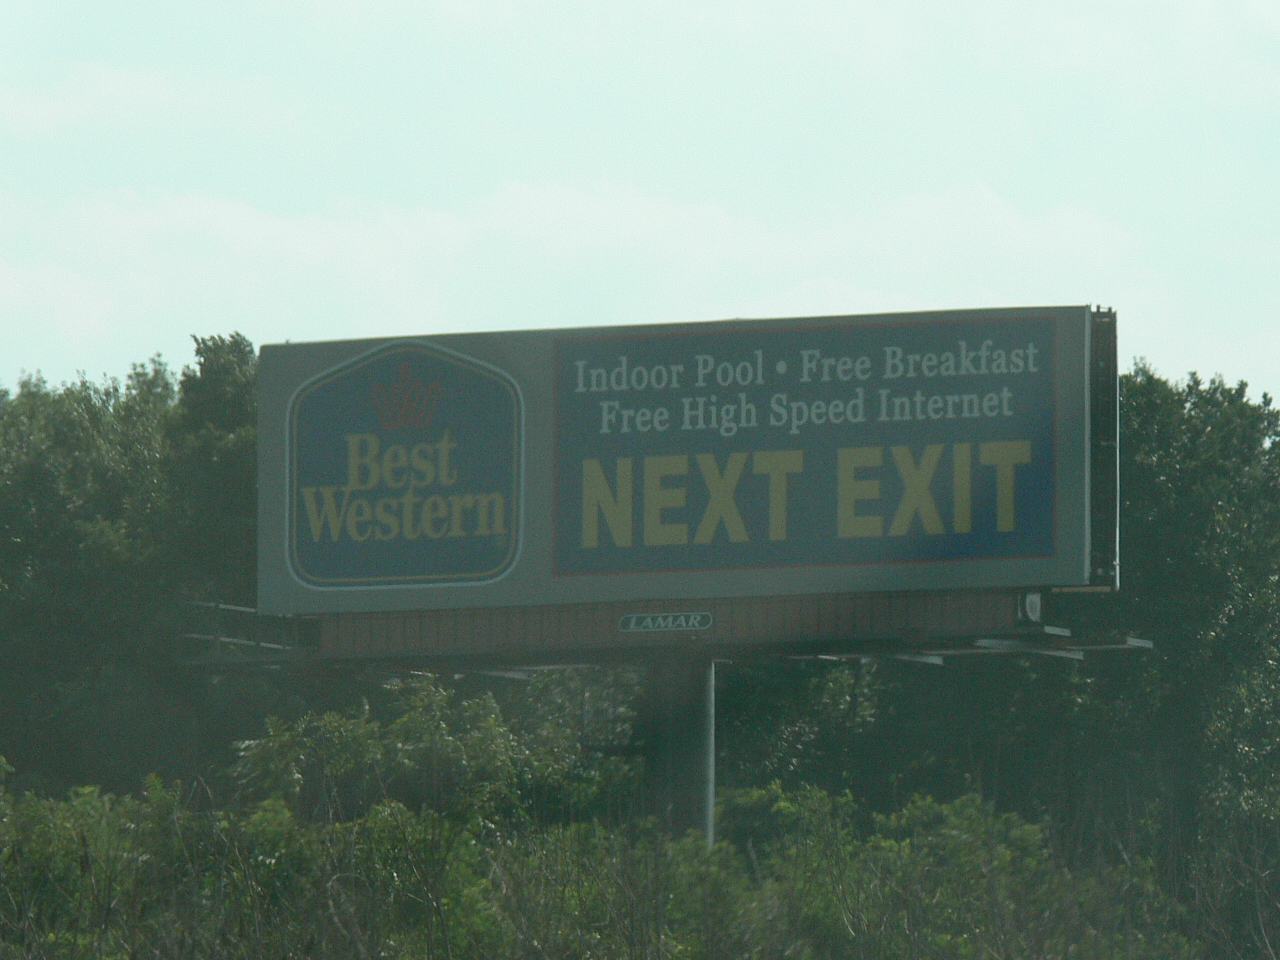 Best
Western
Indoor Pool • Free Breakfast
Free High Speed Internet
NEXT EXIT
LAMAR